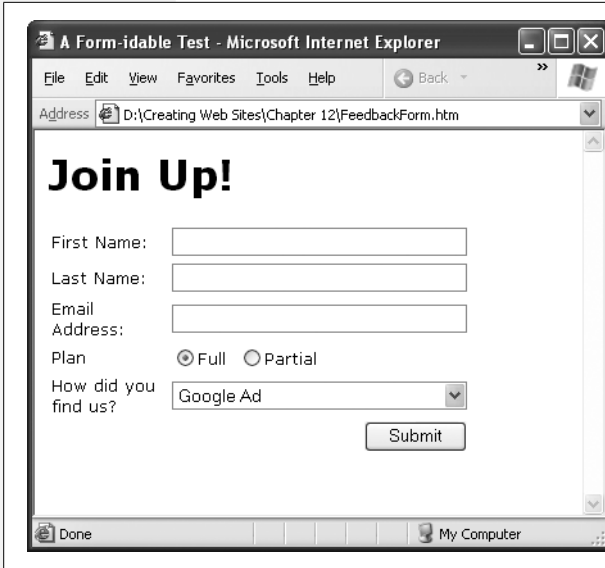 A Form-idable Test - Microsoft Internet Explorer
File Edit View Favorites Tools Help Back »
Address D:\Creating Web Sites\Chapter 12\FeedbackForm.htm
Join Up!
First Name:
Last Name:
Email
Address:
Plan Full Partial
How did you
find us?
Google Ad
Submit
Done My Computer